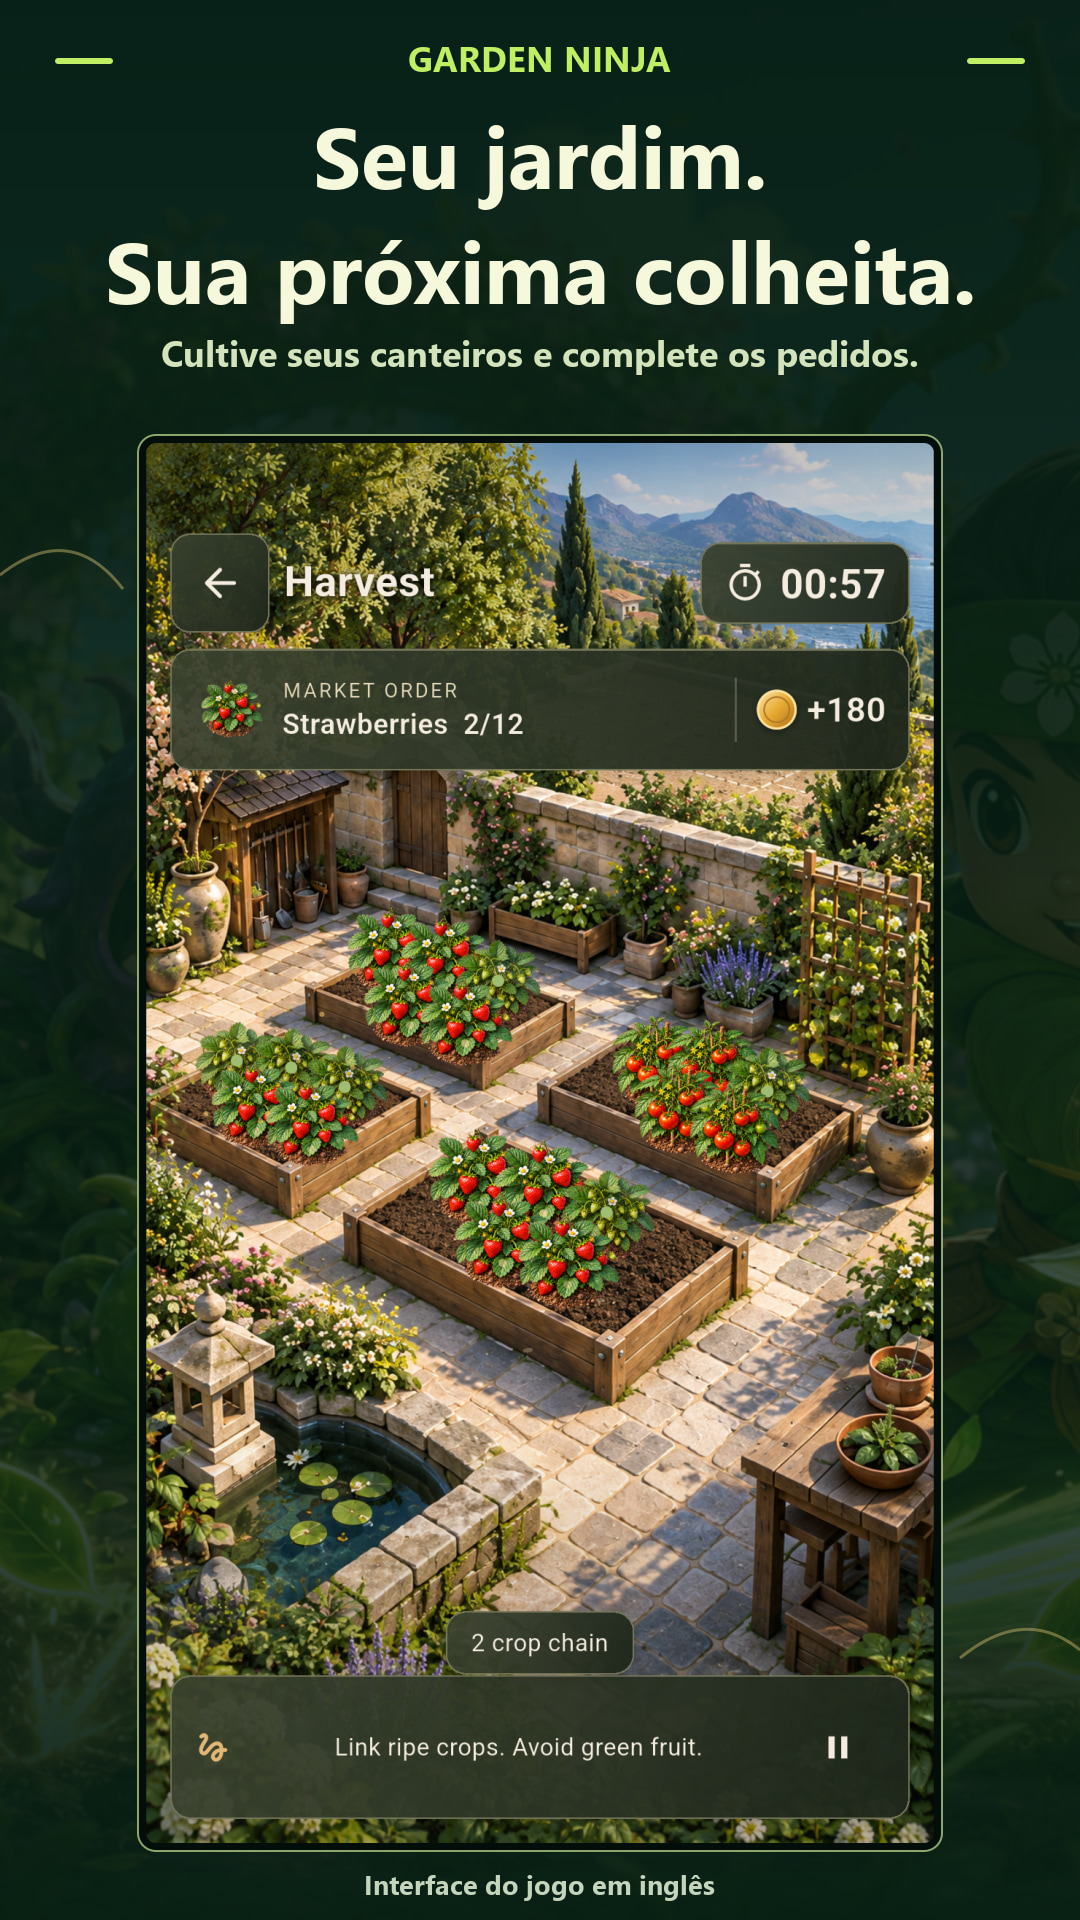 GARDEN NINJA
Seu jardim.
Sua próxima colheita.
Cultive seus canteiros e complete os pedidos.
Harvest
00:57
MARKET ORDER
Strawberries 2/12
+180
2 crop chain
Link ripe crops. Avoid green fruit.
Interface do jogo em inglês